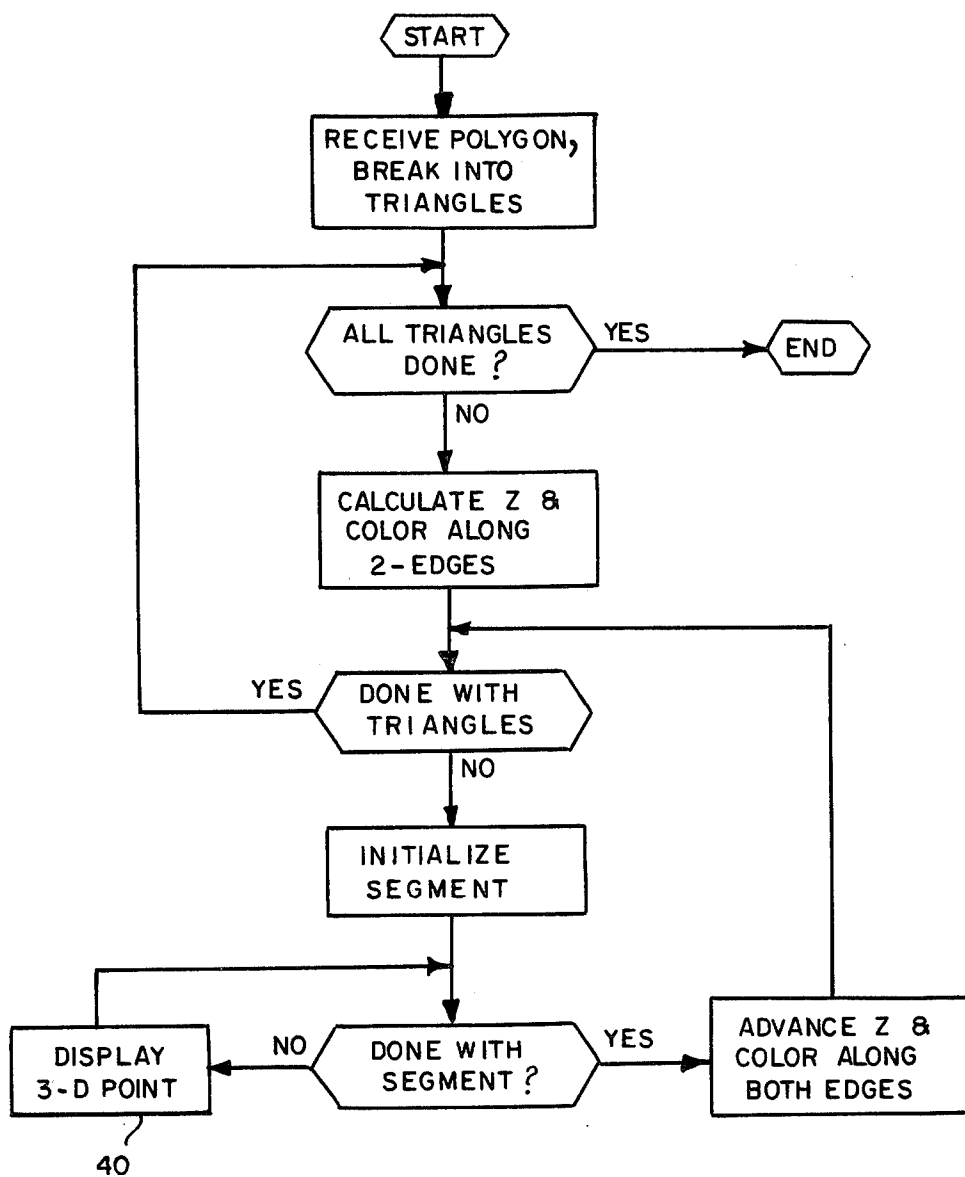 START
RECEIVE POLYGON,
BREAK INTO
TRIANGLES
ALL TRIANGLES
DONE ?
YES
END
NO
CALCULATE Z &
COLOR ALONG
2-EDGES
YES
DONE WITH
TRIANGLES
NO
INITIALIZE
SEGMENT
DISPLAY
3-D POINT
NO
DONE WITH
SEGMENT ?
YES
ADVANCE Z &
COLOR ALONG
BOTH EDGES
40